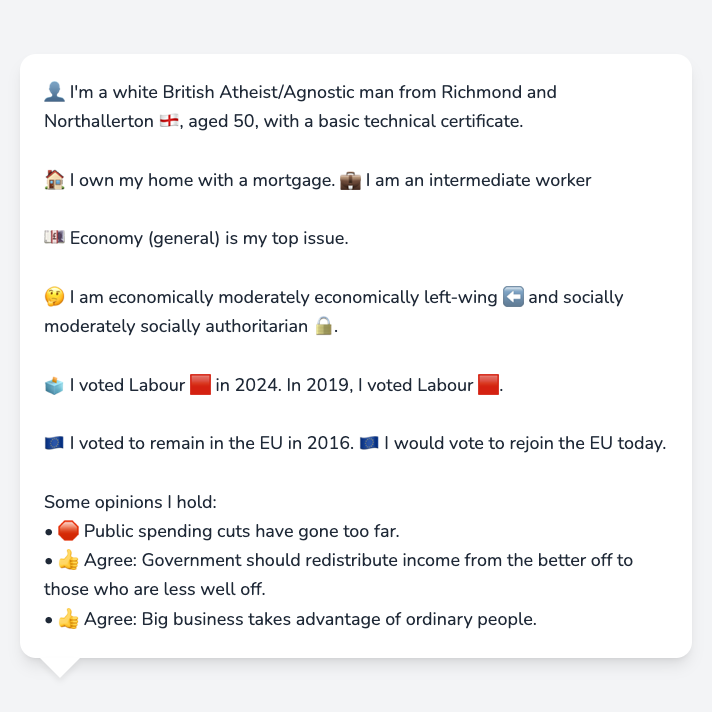 👤 I'm a white British Atheist/Agnostic man from Richmond and
Northallerton 🏴󠁧󠁢󠁥󠁮󠁧󠁿, aged 50, with a basic technical certificate.
🏠 I own my home with a mortgage. 💼 I am an intermediate worker
💷 Economy (general) is my top issue.
🤔 I am economically moderately economically left-wing ⬅️ and socially
moderately socially authoritarian 🔒.
🗳️ I voted Labour 🟥 in 2024. In 2019, I voted Labour 🟥.
🇪🇺 I voted to remain in the EU in 2016. 🇪🇺 I would vote to rejoin the EU today.
Some opinions I hold:
• 🛑 Public spending cuts have gone too far.
• 👍 Agree: Government should redistribute income from the better off to
those who are less well off.
• 👍 Agree: Big business takes advantage of ordinary people.